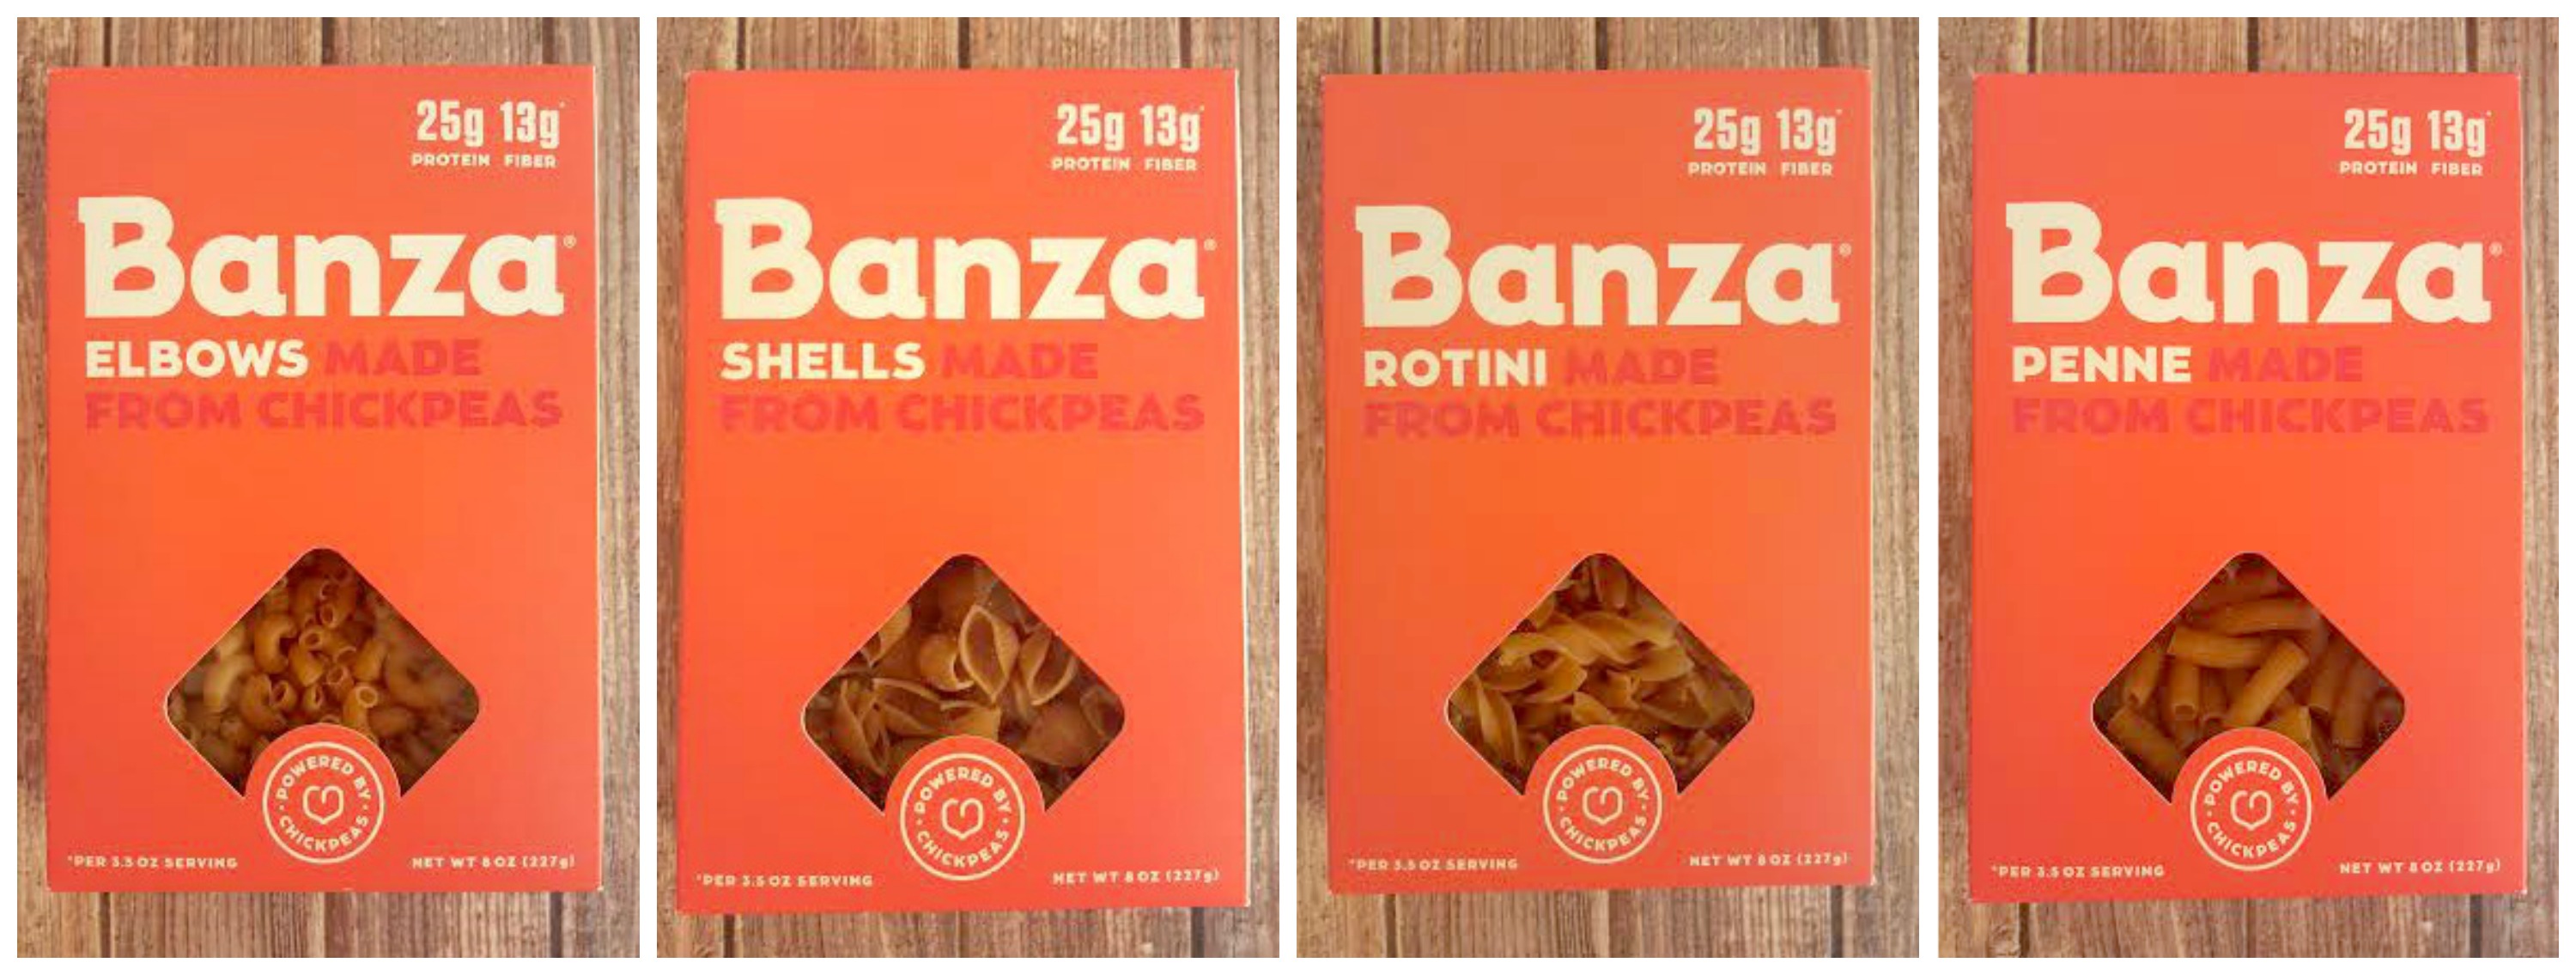 25g 13g*
PROTEIN FIBER
Banza®
ELBOWS MADE
FROM CHICKPEAS
POWERED BY
CHICKPEAS
*PER 3.5 OZ SERVING
NET WT 8 OZ (227g)
25g 13g*
PROTEIN FIBER
Banza®
SHELLS MADE
FROM CHICKPEAS
POWERED BY
CHICKPEAS
*PER 3.5 OZ SERVING
NET WT 8 OZ (227g)
25g 13g*
PROTEIN FIBER
Banza®
ROTINI MADE
FROM CHICKPEAS
POWERED BY
CHICKPEAS
*PER 3.5 OZ SERVING
NET WT 8 OZ (227g)
25g 13g*
PROTEIN FIBER
Banza®
PENNE MADE
FROM CHICKPEAS
POWERED BY
CHICKPEAS
*PER 3.5 OZ SERVING
NET WT 8 OZ (227g)